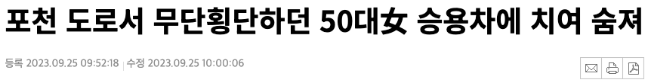 포천 도로서 무단횡단하던 50대女 승용차에 치여 숨져
등록 2023.09.25 09:52:18 수정 2023.09.25 10:00:06